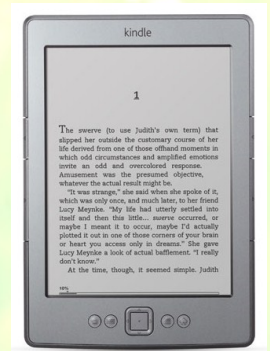 kindle
1
The swerve (to use Judith's own term) that
slipped her outside the customary course of her
life derived from one of those offhand moments in
which odd circumstances and amplified emotions
invite an odd and overcolored response.
Amusement was the presumed objective,
whatever the actual result might be.
"It was strange," she said when she spoke of it,
which was only once, and much later, to her friend
Lucy Meynke. "My life had utterly settled into
itself and then this little... swerve occurred, or
maybe I meant it to occur, maybe I'd actually
plotted it out in one of those corners of your brain
or heart you access only in dreams." She gave
Lucy Meynke a look of actual bafflement. "I really
don't know."
At the time, though, it seemed simple. Judith
10%